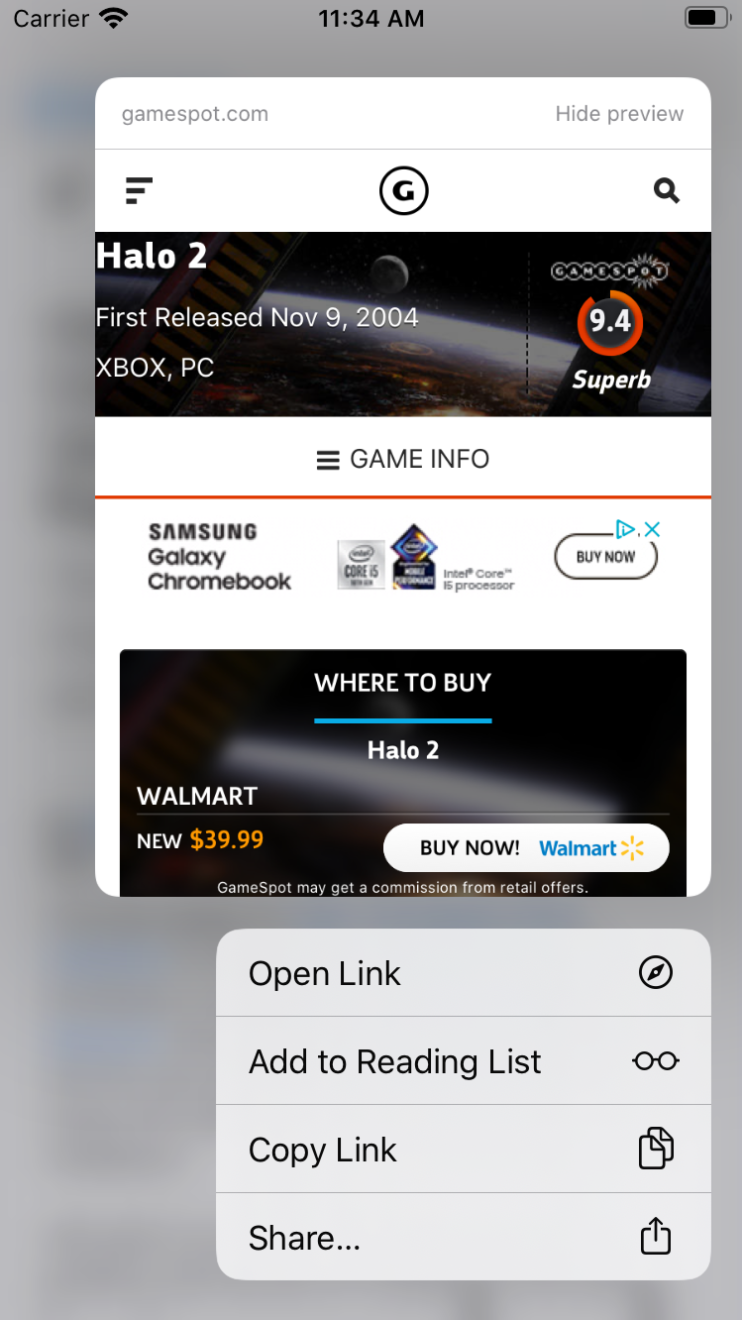 Carrier 11:34 AM
gamespot.com Hide preview
G
Halo 2
First Released Nov 9, 2004
XBOX, PC
GAMESPOT
9.4
Superb
GAME INFO
SAMSUNG
Galaxy
Chromebook
intel
CORE i5
MOBILE
PERFORMANCE
Intel® Core™
i5 processor
BUY NOW
WHERE TO BUY
Halo 2
WALMART
NEW $39.99
BUY NOW! Walmart
GameSpot may get a commission from retail offers.
Open Link
Add to Reading List
Copy Link
Share...